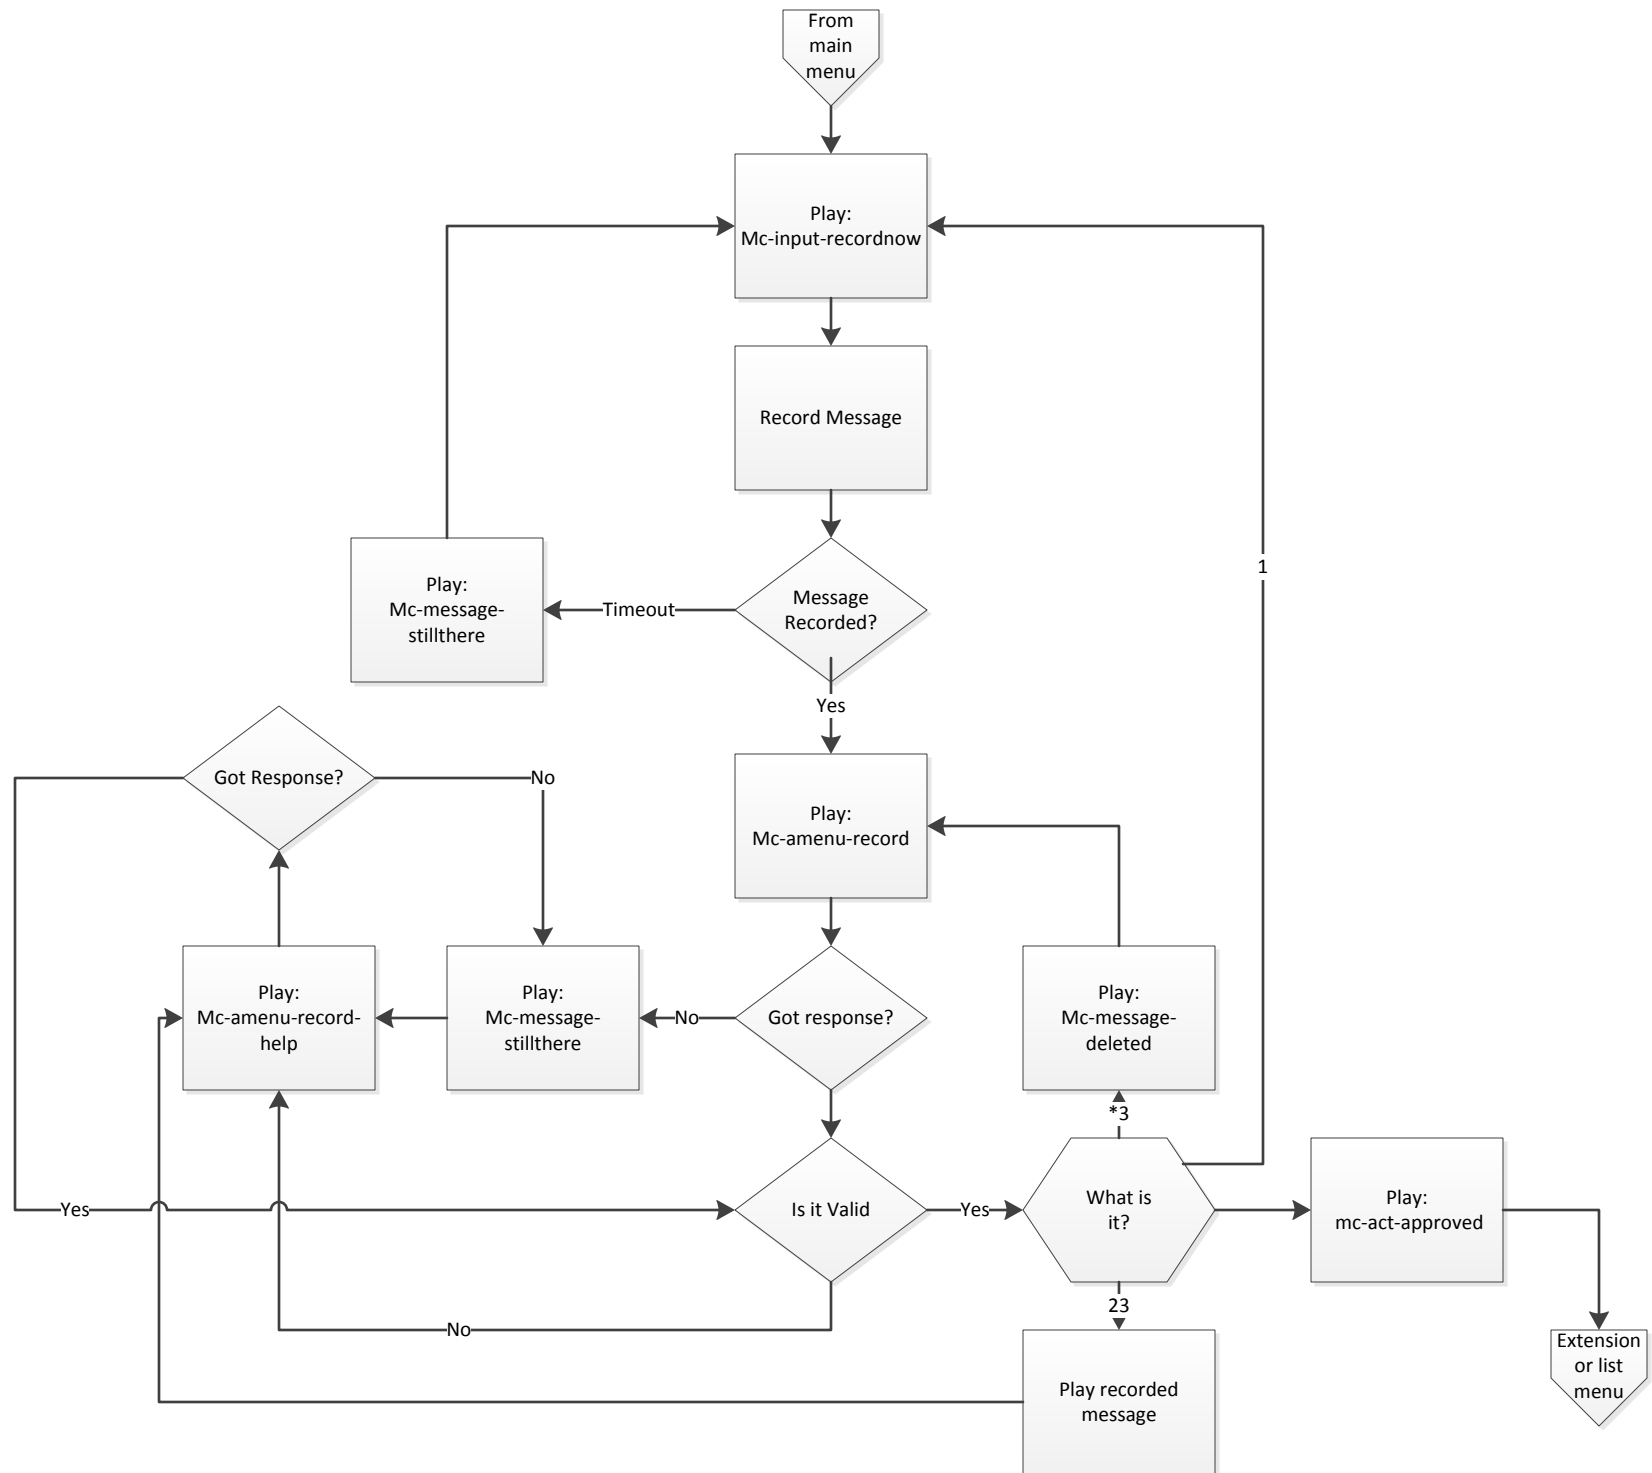 From
main
menu
Play:
Mc-input-recordnow
Record Message
1
Play:
Mc-message-
stillthere
Timeout
Message
Recorded?
Yes
Got Response?
No
Play:
Mc-amenu-record
Play:
Mc-amenu-record-
help
Play:
Mc-message-
stillthere
No
Got response?
Play:
Mc-message-
deleted
*3
Yes
Is it Valid
Yes
What is
it?
Play:
mc-act-approved
23
No
Play recorded
message
Extension
or list
menu